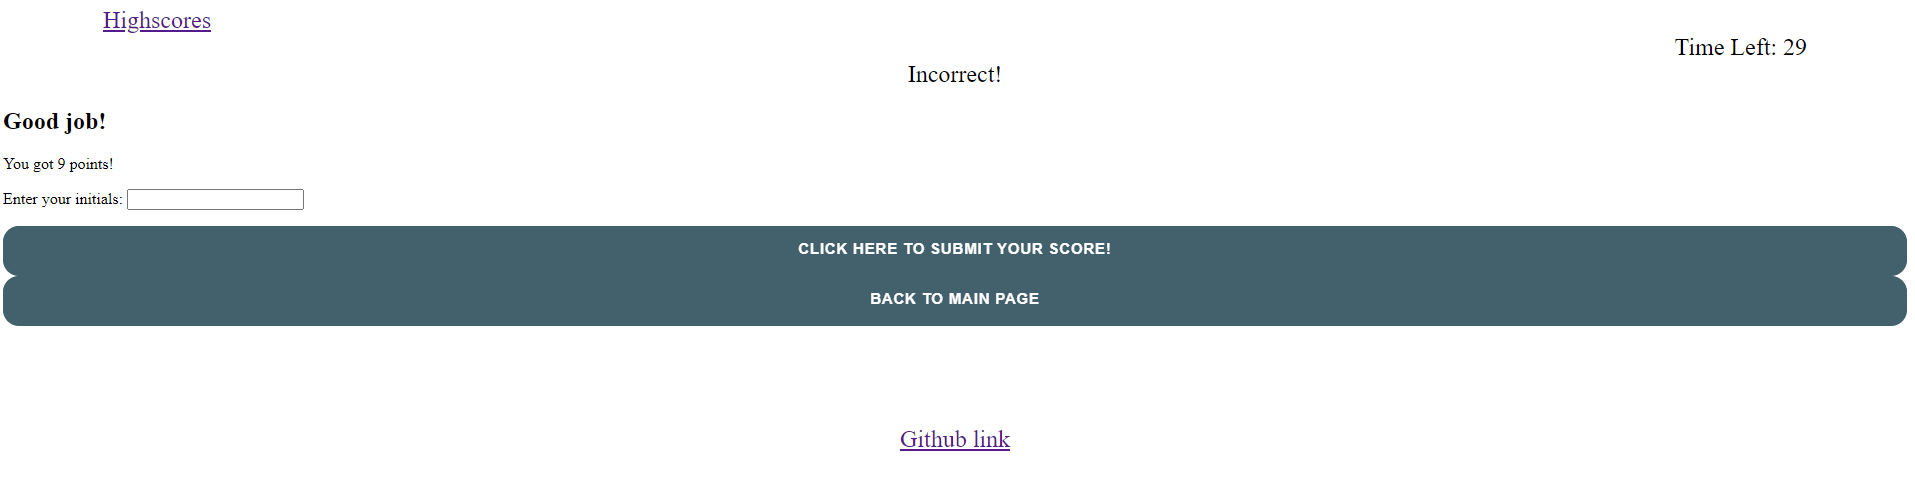 Highscores
Time Left: 29
Incorrect!
Good job!
You got 9 points!
Enter your initials:
CLICK HERE TO SUBMIT YOUR SCORE!
BACK TO MAIN PAGE
Github link